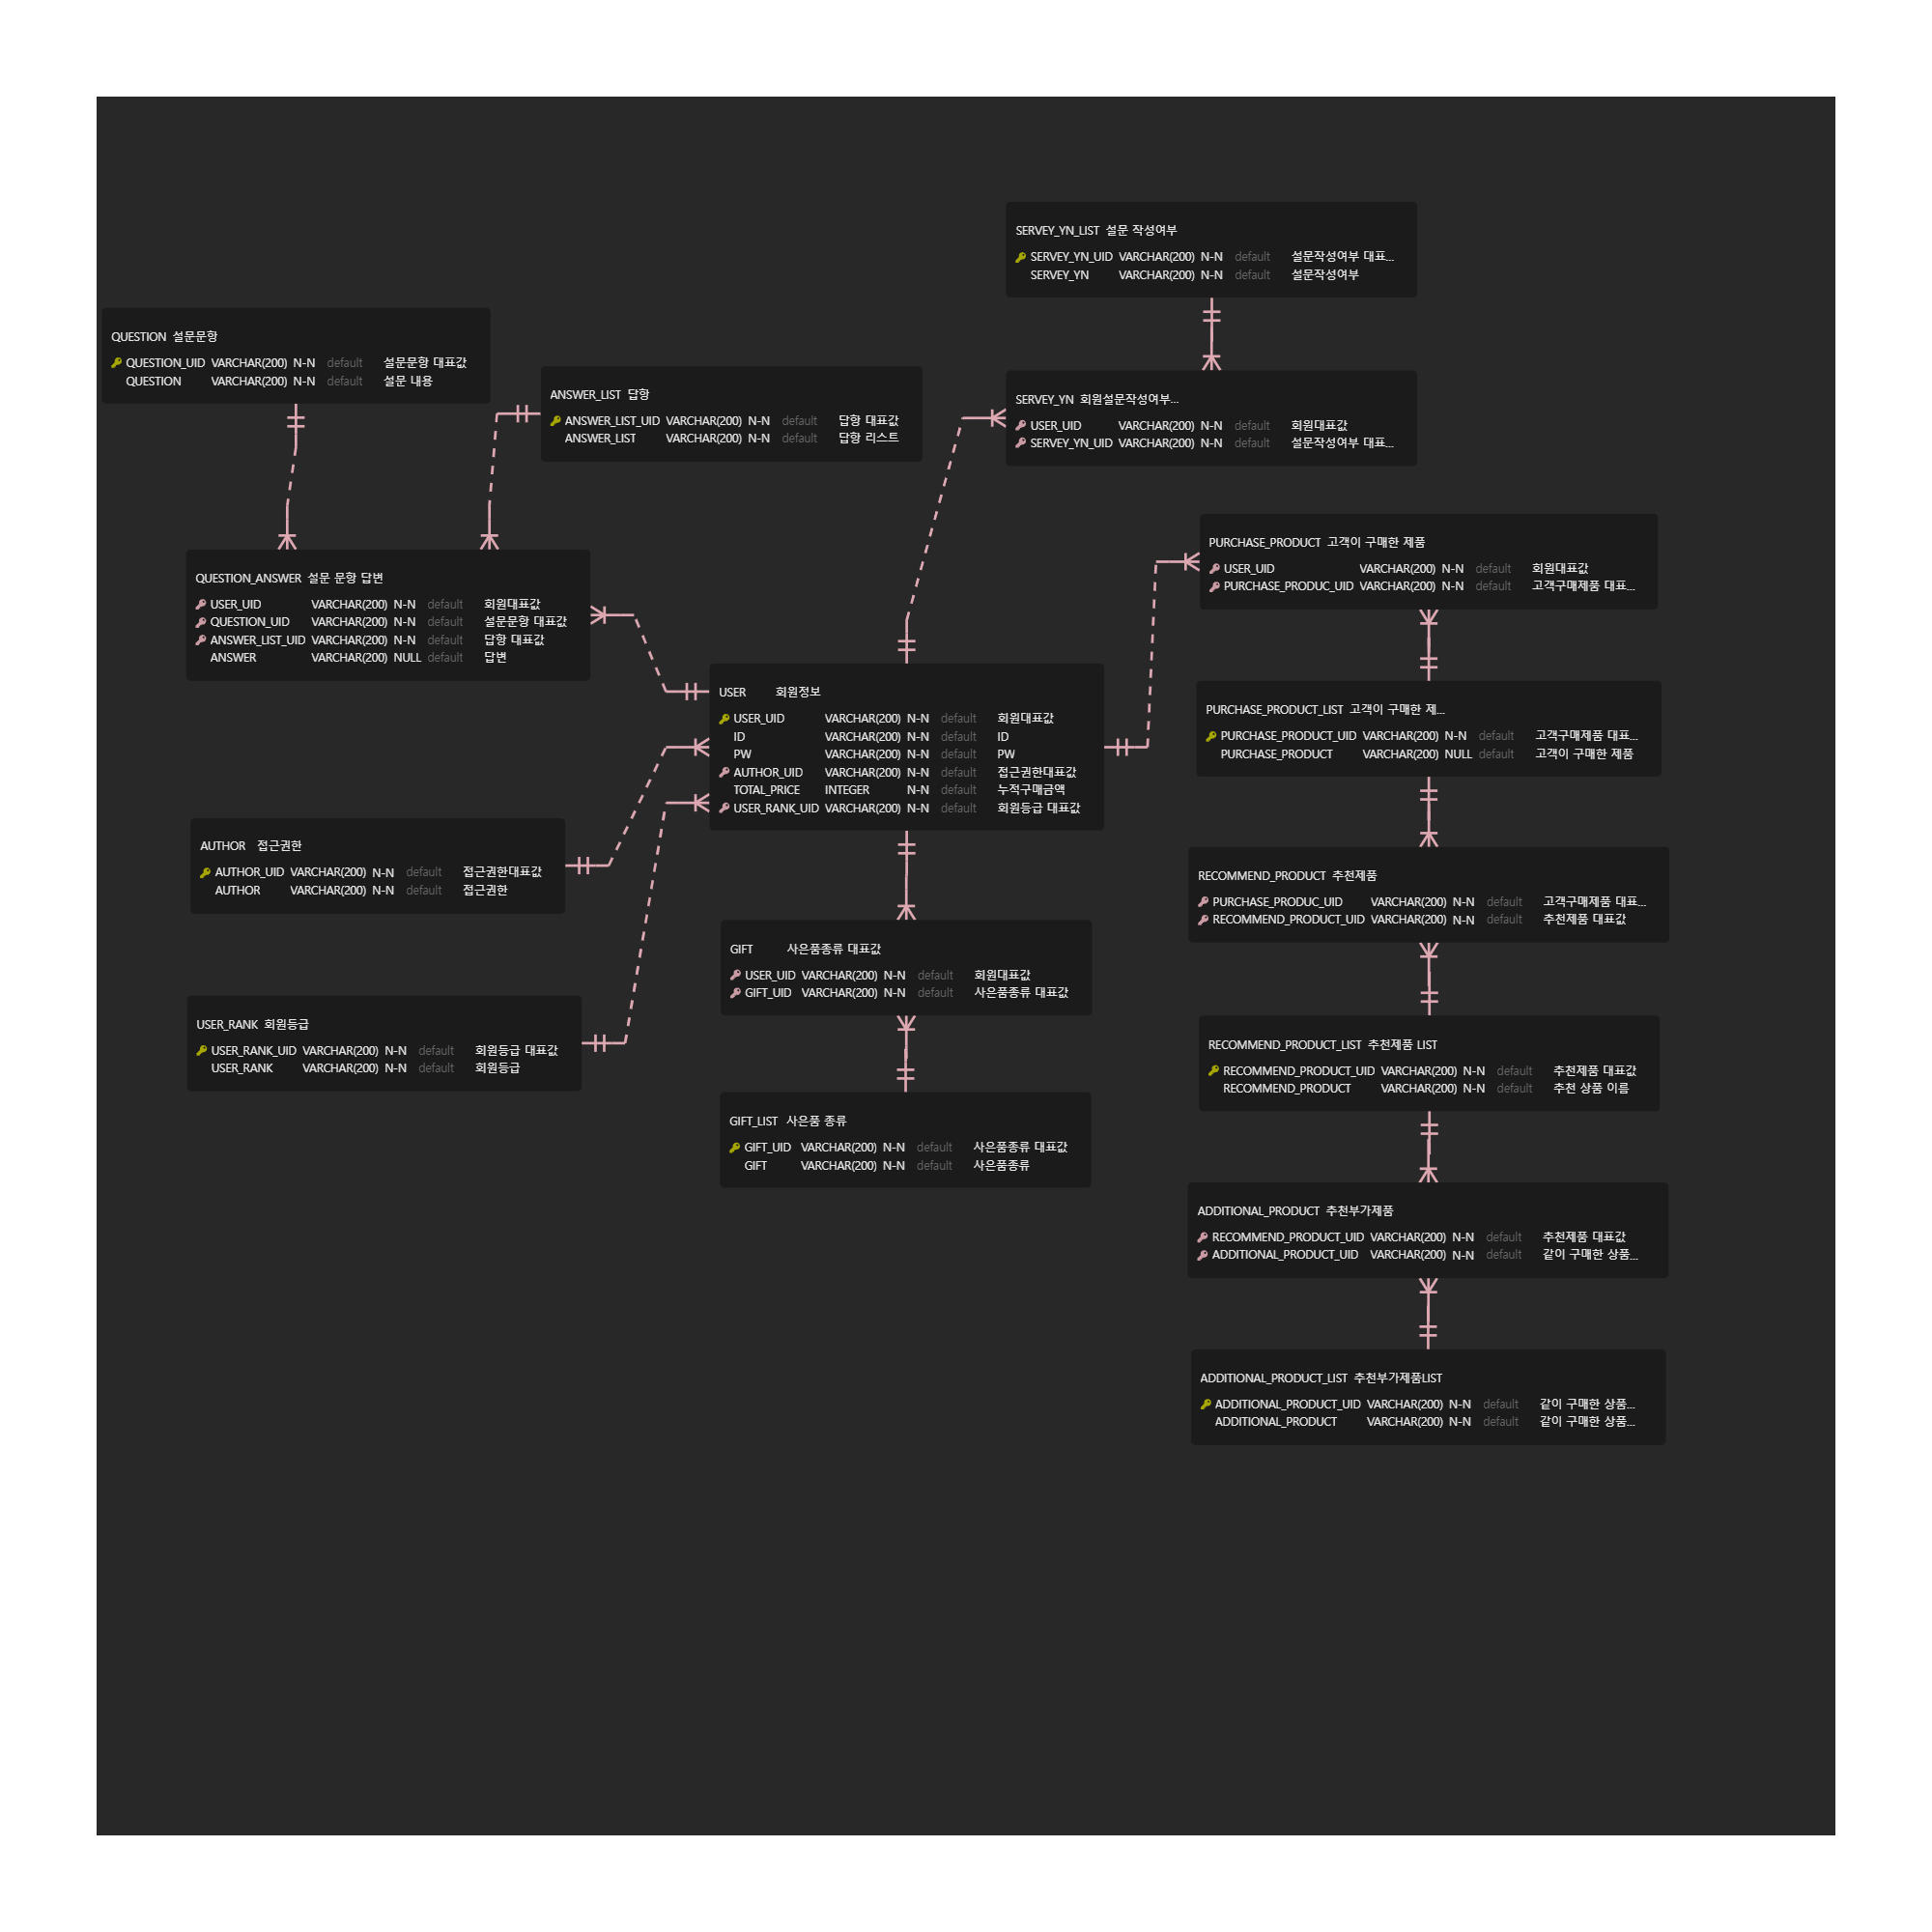 SERVEY_YN_LIST 설문 작성여부
SERVEY_YN_UID VARCHAR(200) N-N default 설문작성여부 대표...
SERVEY_YN VARCHAR(200) N-N default 설문작성여부
QUESTION 설문문항
QUESTION_UID VARCHAR(200) N-N default 설문문항 대표값
QUESTION VARCHAR(200) N-N default 설문 내용
ANSWER_LIST 답항
ANSWER_LIST_UID VARCHAR(200) N-N default 답항 대표값
ANSWER_LIST VARCHAR(200) N-N default 답항 리스트
SERVEY_YN 회원설문작성여부...
USER_UID VARCHAR(200) N-N default 회원대표값
SERVEY_YN_UID VARCHAR(200) N-N default 설문작성여부 대표...
PURCHASE_PRODUCT 고객이 구매한 제품
USER_UID VARCHAR(200) N-N default 회원대표값
PURCHASE_PRODUC_UID VARCHAR(200) N-N default 고객구매제품 대표...
QUESTION_ANSWER 설문 문항 답변
USER_UID VARCHAR(200) N-N default 회원대표값
QUESTION_UID VARCHAR(200) N-N default 설문문항 대표값
ANSWER_LIST_UID VARCHAR(200) N-N default 답항 대표값
ANSWER VARCHAR(200) NULL default 답변
USER 회원정보
USER_UID VARCHAR(200) N-N default 회원대표값
ID VARCHAR(200) N-N default ID
PW VARCHAR(200) N-N default PW
AUTHOR_UID VARCHAR(200) N-N default 접근권한대표값
TOTAL_PRICE INTEGER N-N default 누적구매금액
USER_RANK_UID VARCHAR(200) N-N default 회원등급 대표값
PURCHASE_PRODUCT_LIST 고객이 구매한 제...
PURCHASE_PRODUCT_UID VARCHAR(200) N-N default 고객구매제품 대표...
PURCHASE_PRODUCT VARCHAR(200) NULL default 고객이 구매한 제품
AUTHOR 접근권한
AUTHOR_UID VARCHAR(200) N-N default 접근권한대표값
AUTHOR VARCHAR(200) N-N default 접근권한
RECOMMEND_PRODUCT 추천제품
PURCHASE_PRODUC_UID VARCHAR(200) N-N default 고객구매제품 대표...
RECOMMEND_PRODUCT_UID VARCHAR(200) N-N default 추천제품 대표값
GIFT 사은품종류 대표값
USER_UID VARCHAR(200) N-N default 회원대표값
GIFT_UID VARCHAR(200) N-N default 사은품종류 대표값
USER_RANK 회원등급
USER_RANK_UID VARCHAR(200) N-N default 회원등급 대표값
USER_RANK VARCHAR(200) N-N default 회원등급
RECOMMEND_PRODUCT_LIST 추천제품 LIST
RECOMMEND_PRODUCT_UID VARCHAR(200) N-N default 추천제품 대표값
RECOMMEND_PRODUCT VARCHAR(200) N-N default 추천 상품 이름
GIFT_LIST 사은품 종류
GIFT_UID VARCHAR(200) N-N default 사은품종류 대표값
GIFT VARCHAR(200) N-N default 사은품종류
ADDITIONAL_PRODUCT 추천부가제품
RECOMMEND_PRODUCT_UID VARCHAR(200) N-N default 추천제품 대표값
ADDITIONAL_PRODUCT_UID VARCHAR(200) N-N default 같이 구매한 상품...
ADDITIONAL_PRODUCT_LIST 추천부가제품LIST
ADDITIONAL_PRODUCT_UID VARCHAR(200) N-N default 같이 구매한 상품...
ADDITIONAL_PRODUCT VARCHAR(200) N-N default 같이 구매한 상품...